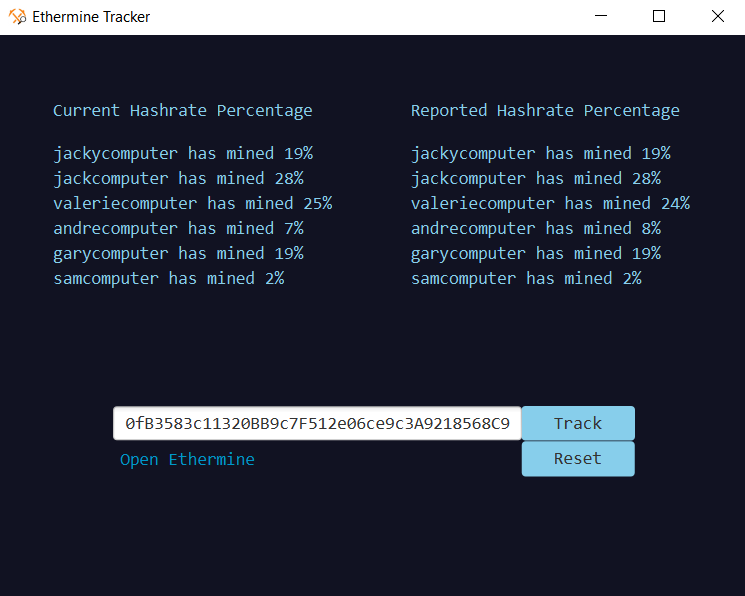 Ethermine Tracker
Current Hashrate Percentage
jackycomputer has mined 19%
jackcomputer has mined 28%
valeriecomputer has mined 25%
andrecomputer has mined 7%
garycomputer has mined 19%
samcomputer has mined 2%
Reported Hashrate Percentage
jackycomputer has mined 19%
jackcomputer has mined 28%
valeriecomputer has mined 24%
andrecomputer has mined 8%
garycomputer has mined 19%
samcomputer has mined 2%
0fB3583c11320BB9c7F512e06ce9c3A9218568C9
Track
Open Ethermine
Reset